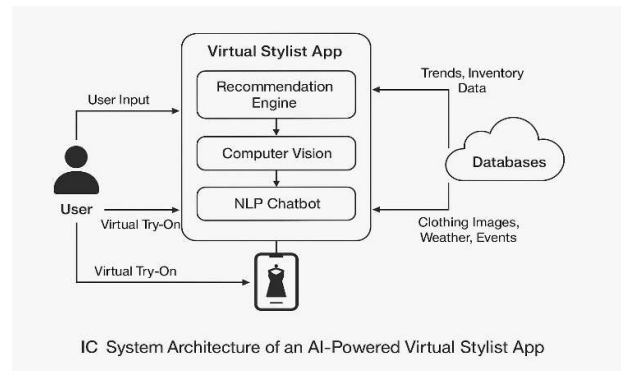 Virtual Stylist App
Recommendation
Engine
Computer Vision
NLP Chatbot
User Input
User
Virtual Try-On
Virtual Try-On
Trends, Inventory
Data
Databases
Clothing Images,
Weather, Events
IC System Architecture of an AI-Powered Virtual Stylist App